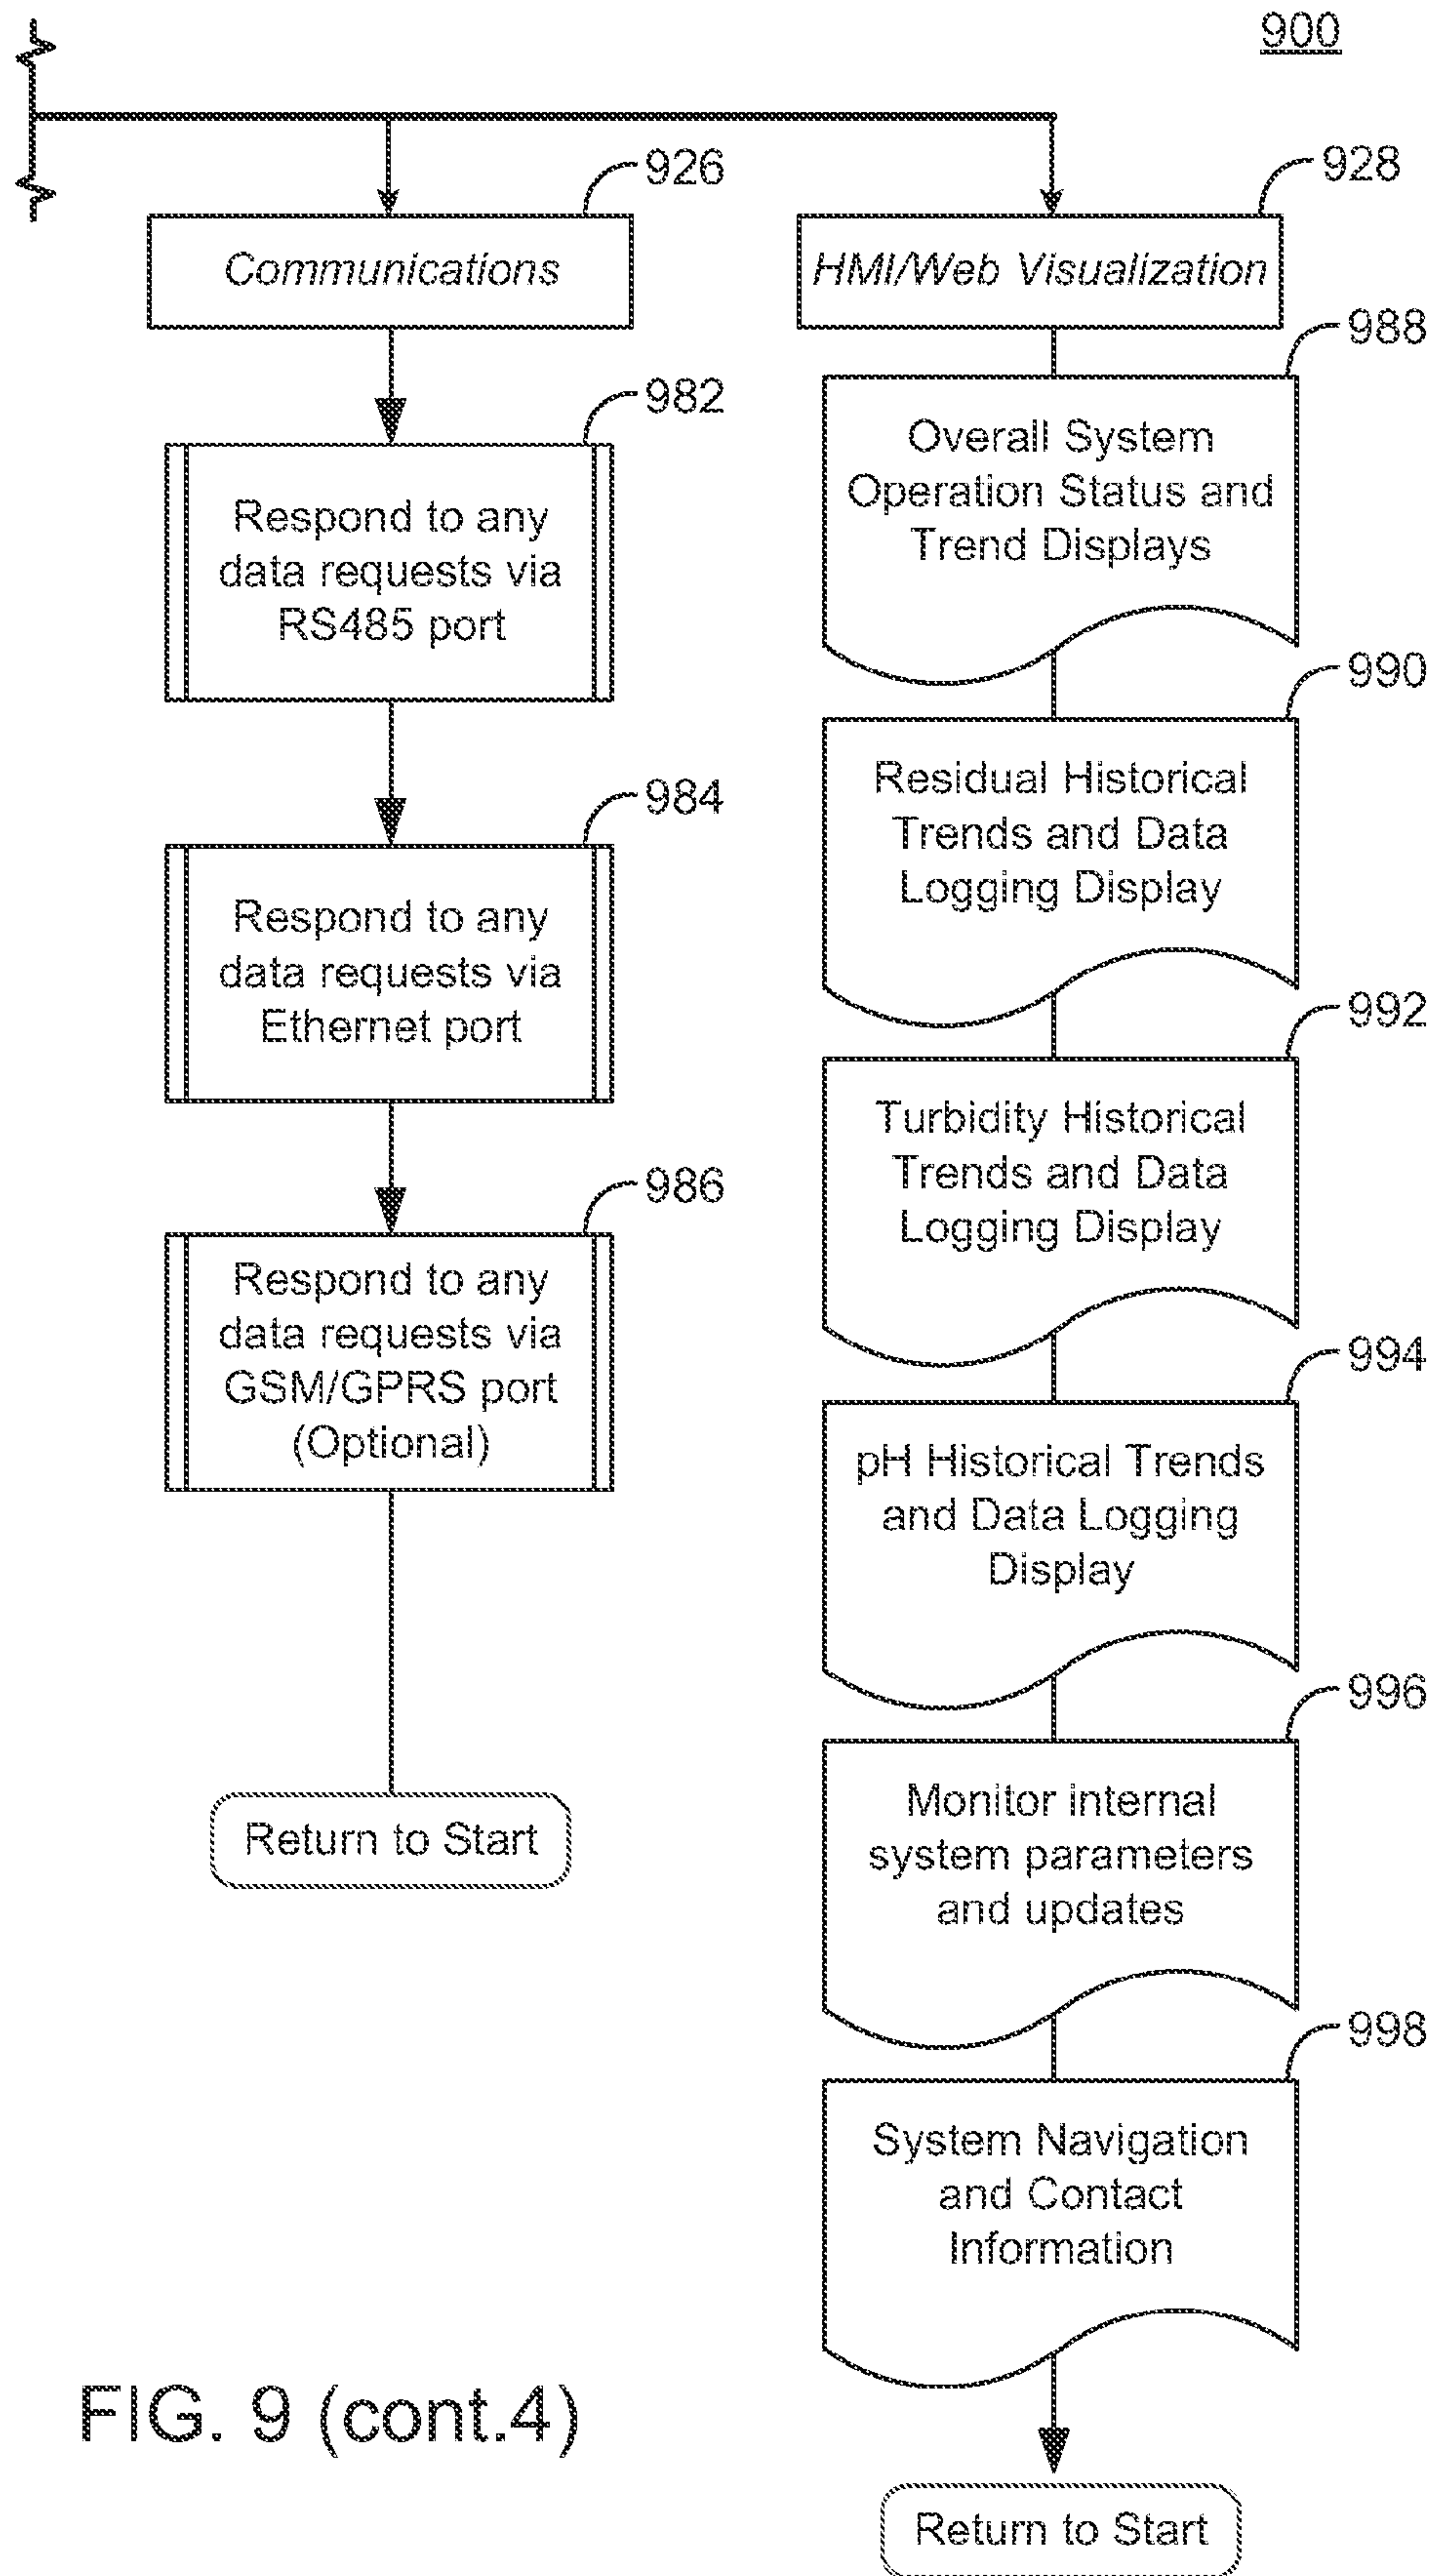 900
926
Communications
982
Respond to any
data requests via
RS485 port
984
Respond to any
data requests via
Ethernet port
986
Respond to any
data requests via
GSM/GPRS port
(Optional)
Return to Start
928
HMI/Web Visualization
988
Overall System
Operation Status and
Trend Displays
990
Residual Historical
Trends and Data
Logging Display
992
Turbidity Historical
Trends and Data
Logging Display
994
pH Historical Trends
and Data Logging
Display
996
Monitor internal
system parameters
and updates
998
System Navigation
and Contact
Information
Return to Start
FIG. 9 (cont.4)